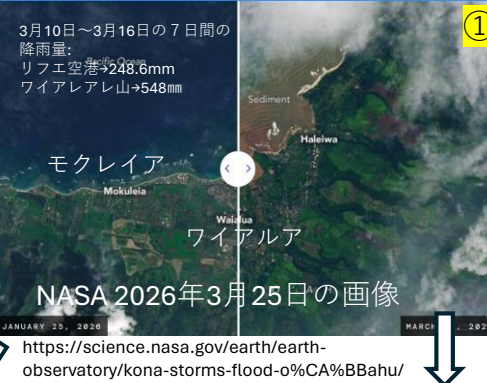 ①
3月10日～3月16日の７日間の
降雨量:
Pacific Ocean
リフエ空港→248.6mm
ワイアレアレ山→548㎜
Sediment
Haleiwa
モクレイア
Mokuleia
Waialua
ワイアルア
NASA 2026年3月25日の画像
JANUARY 25, 2026
MARCH
https://science.nasa.gov/earth/earth-
observatory/kona-storms-flood-o%CA%BBahu/